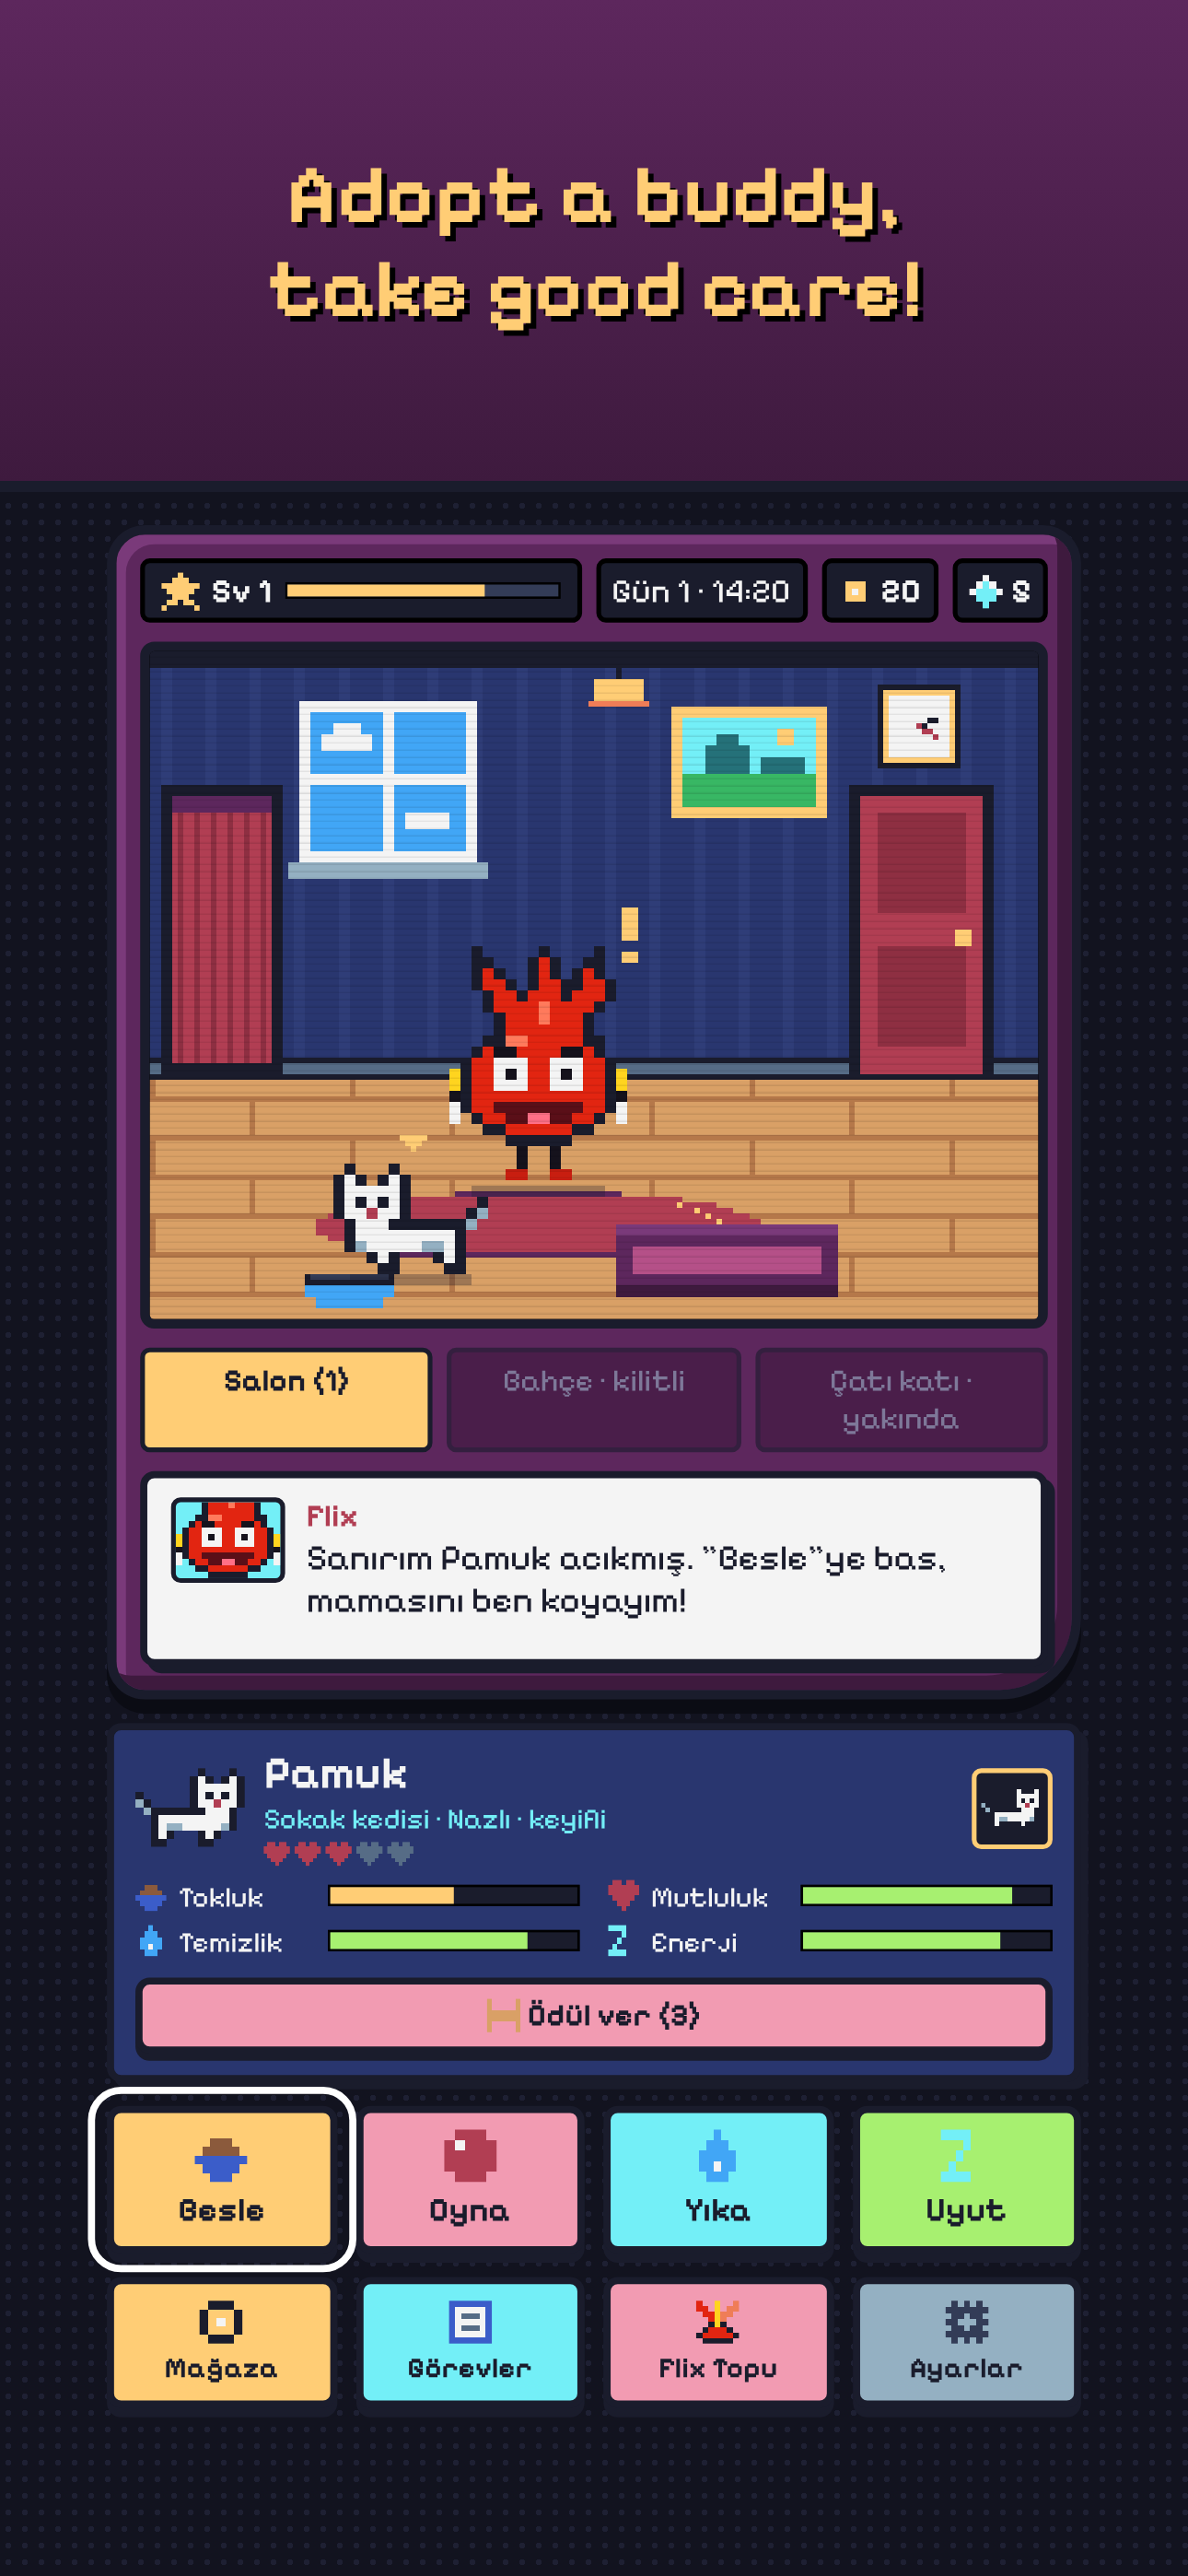 Adopt a buddy,
take good care!
Sv 1
Gün 1 · 14:20
20
5
Salon (1)
Bahçe · kilitli
Çatı katı ·
yakında
Flix
Sanırım Pamuk acıkmış. "Besle"ye bas,
mamasını ben koyayım!
Pamuk
Sokak kedisi · Nazlı · keyifli
Tokluk
Mutluluk
Temizlik
Enerji
Ödül ver (3)
Besle
Oyna
Yıka
Uyut
Mağaza
Görevler
Flix Topu
Ayarlar